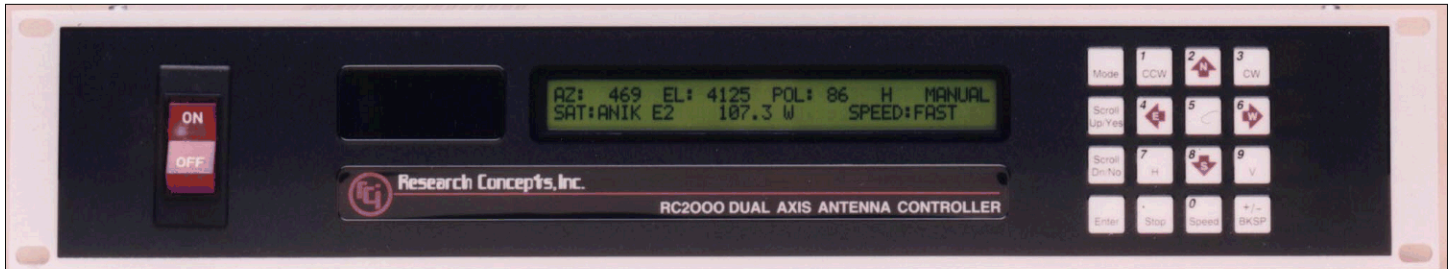 ON
OFF
AZ: 469 EL: 4125 POL: 86 H MANUAL
SAT:ANIK E2 107.3 W SPEED:FAST
rci Research Concepts, Inc.
RC2000 DUAL AXIS ANTENNA CONTROLLER
Mode
1 CCW
2 N
3 CW
Scroll Up/Yes
4 E
5
6 W
Scroll Dn/No
7 H
8 S
9 V
Enter
. Stop
0 Speed
+/- BKSP